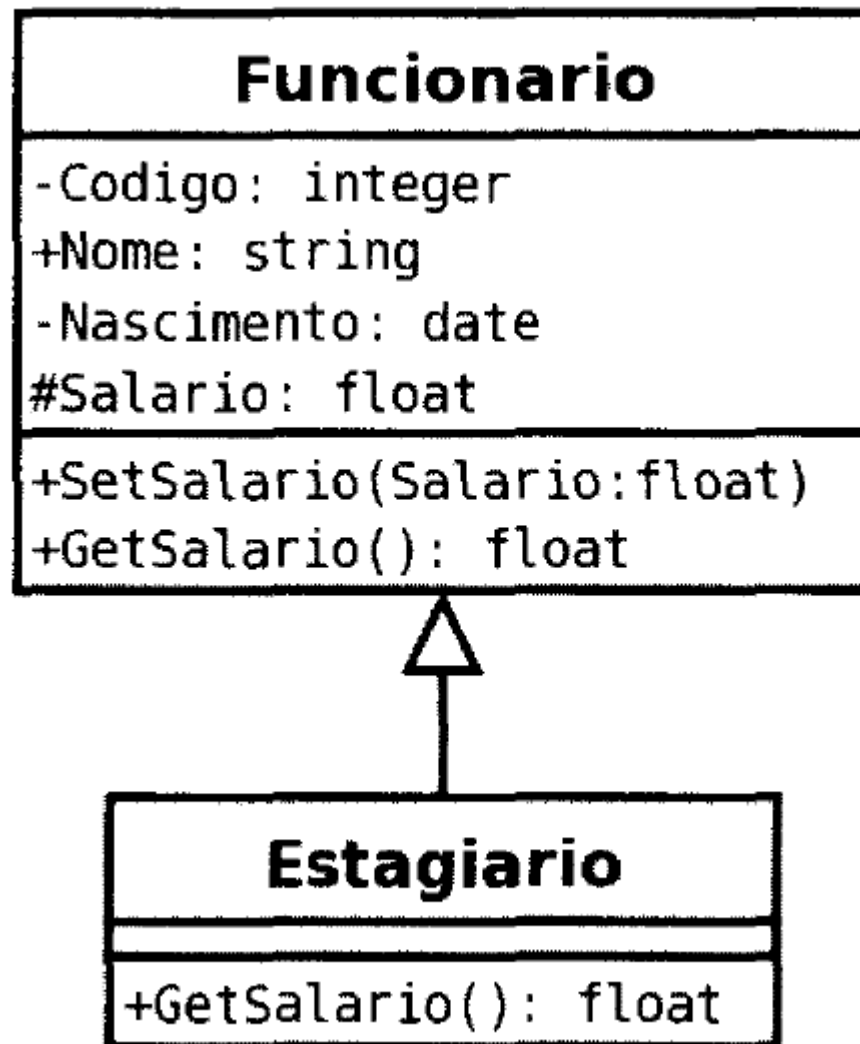 Funcionario
-Codigo: integer
+Nome: string
-Nascimento: date
#Salario: float
+SetSalario(Salario:float)
+GetSalario(): float
Estagiario
+GetSalario(): float